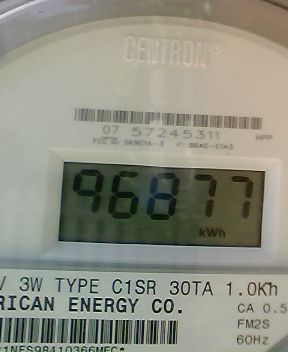 CENTRON®
07 57245311
96877
kWh
V 3W TYPE C1SR 30TA 1.0Kh
RICAN ENERGY CO.
CA 0.5
FM2S
60Hz